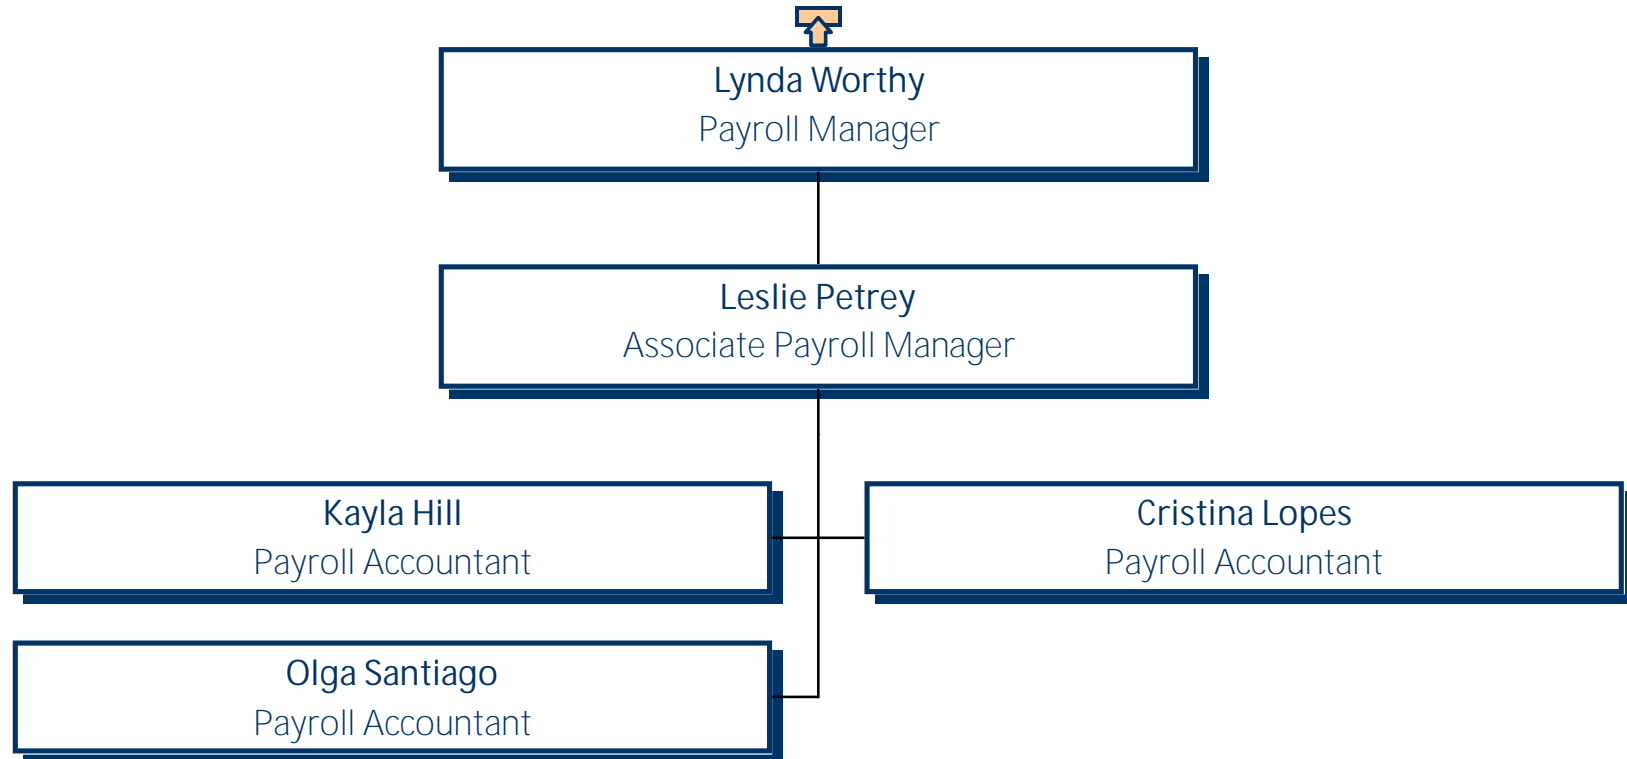 Lynda Worthy
Payroll Manager
Leslie Petrey
Associate Payroll Manager
Kayla Hill
Payroll Accountant
Cristina Lopes
Payroll Accountant
Olga Santiago
Payroll Accountant